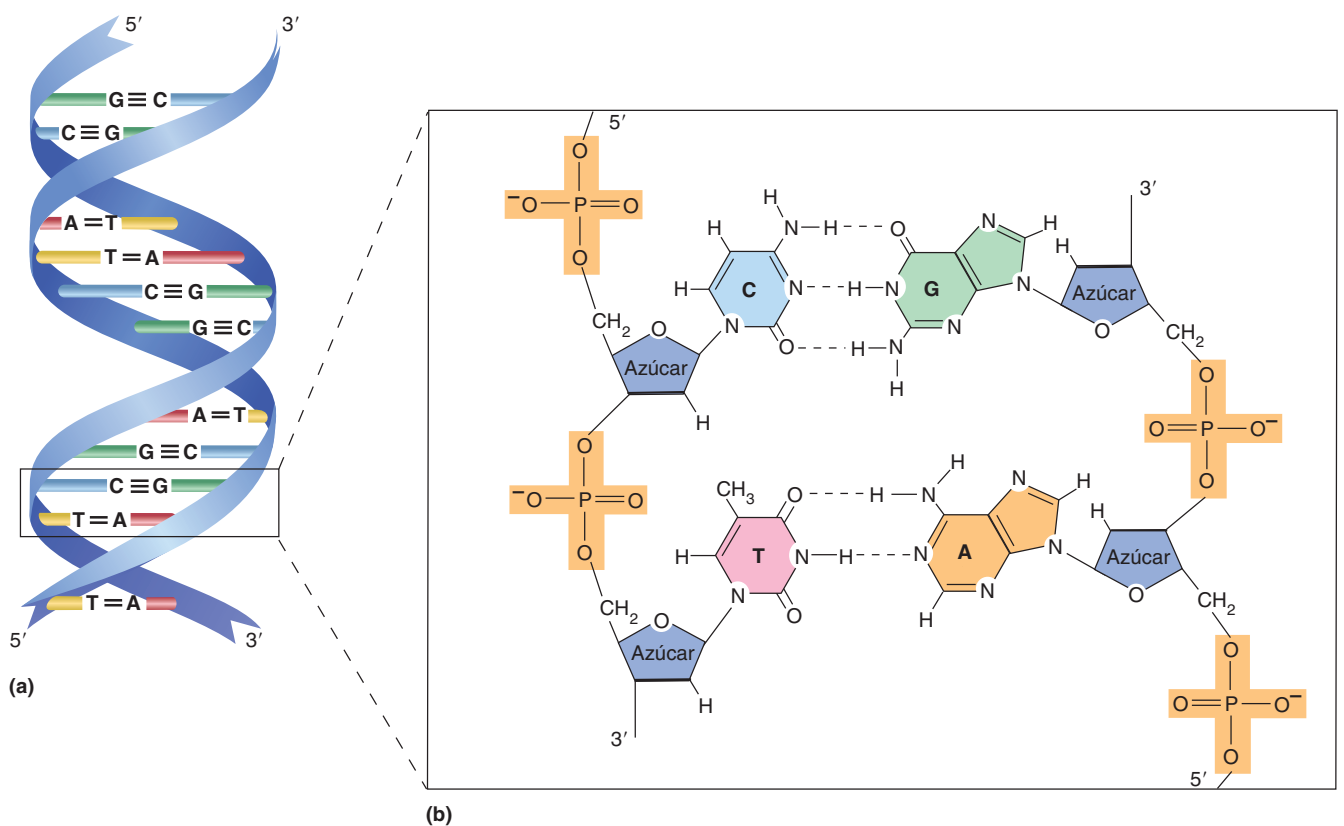 5′ 3′
G≡C
C≡G
A=T
T=A
C≡G
G≡C
A=T
G≡C
C≡G
T=A
T=A
5′ 3′
(a)
5′
O
⁻O—P=O
O
CH₂
O
Azúcar
H
H
N—H
H
H
C
N
N
O
O
H
N
G
N
N
N
H
N
H
H
H
Azúcar
O
3′
CH₂
O
O=P—O⁻
O
O
⁻O—P=O
O
CH₂
O
Azúcar
H
3′
CH₃
O
H
T
N—H
N
O
H
H—N
N
H
N
A
N
N
H
H
Azúcar
O
CH₂
O
O=P—O⁻
O
5′
(b)